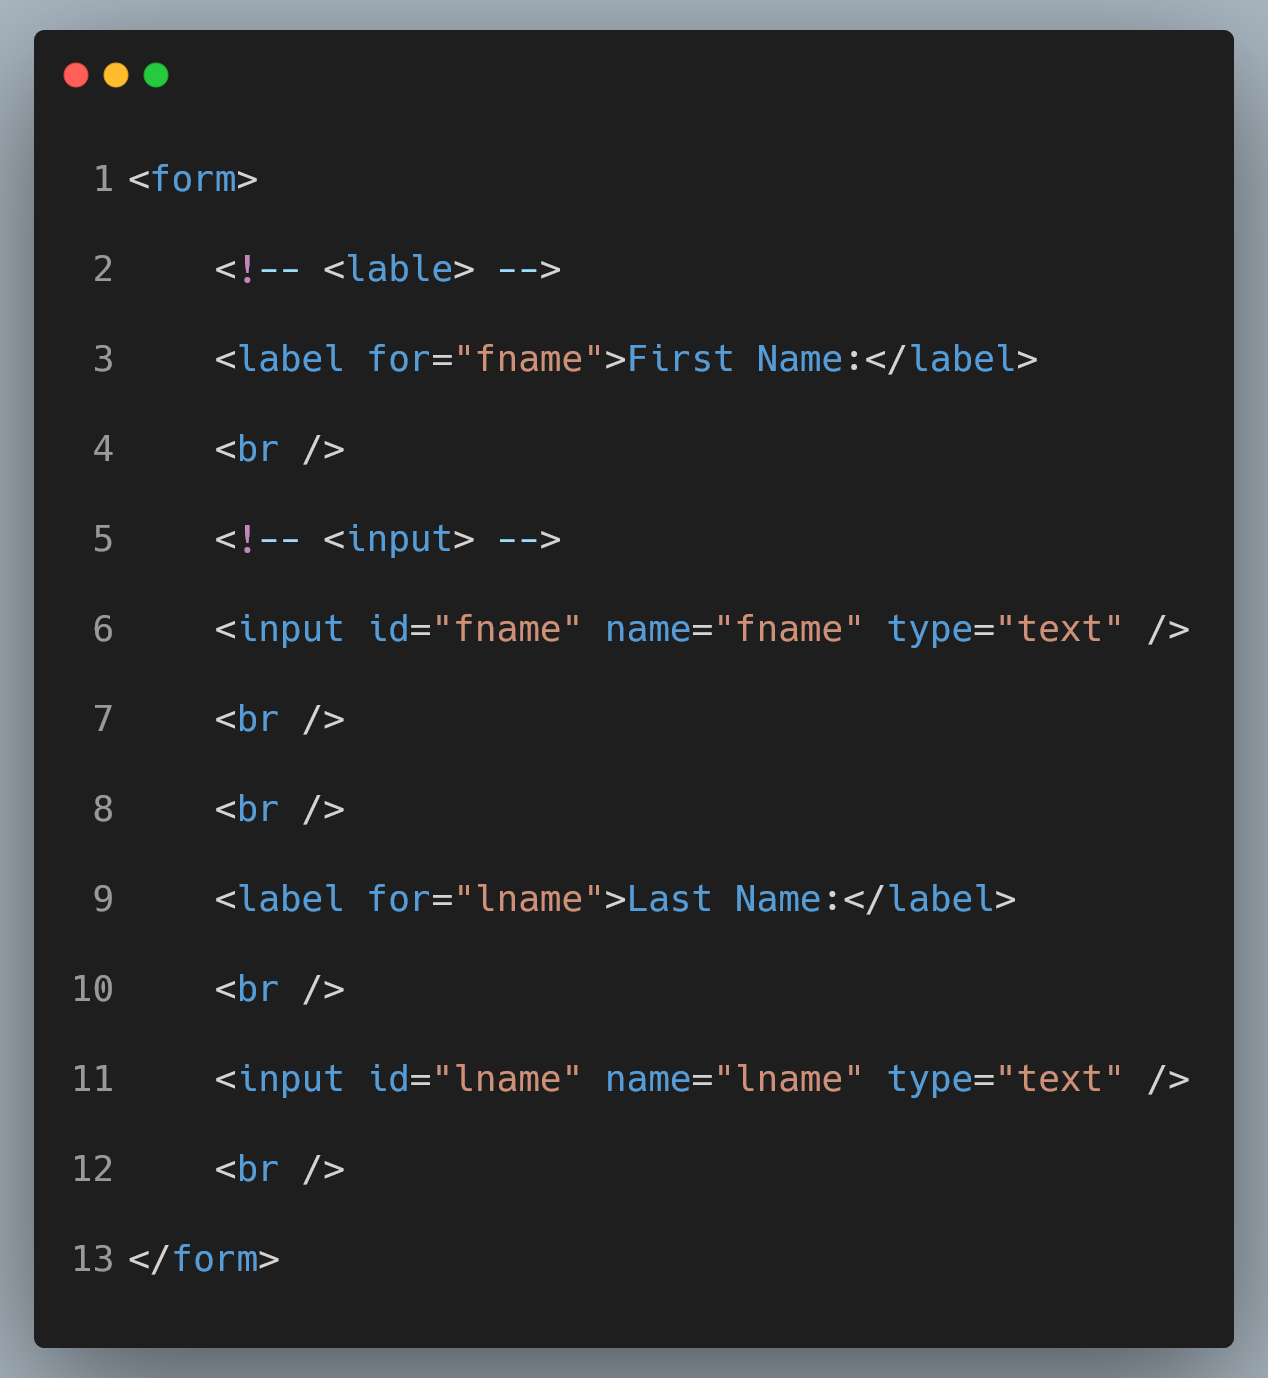 1 <form>
2     <!-- <lable> -->
3     <label for="fname">First Name:</label>
4     <br />
5     <!-- <input> -->
6     <input id="fname" name="fname" type="text" />
7     <br />
8     <br />
9     <label for="lname">Last Name:</label>
10     <br />
11     <input id="lname" name="lname" type="text" />
12     <br />
13 </form>